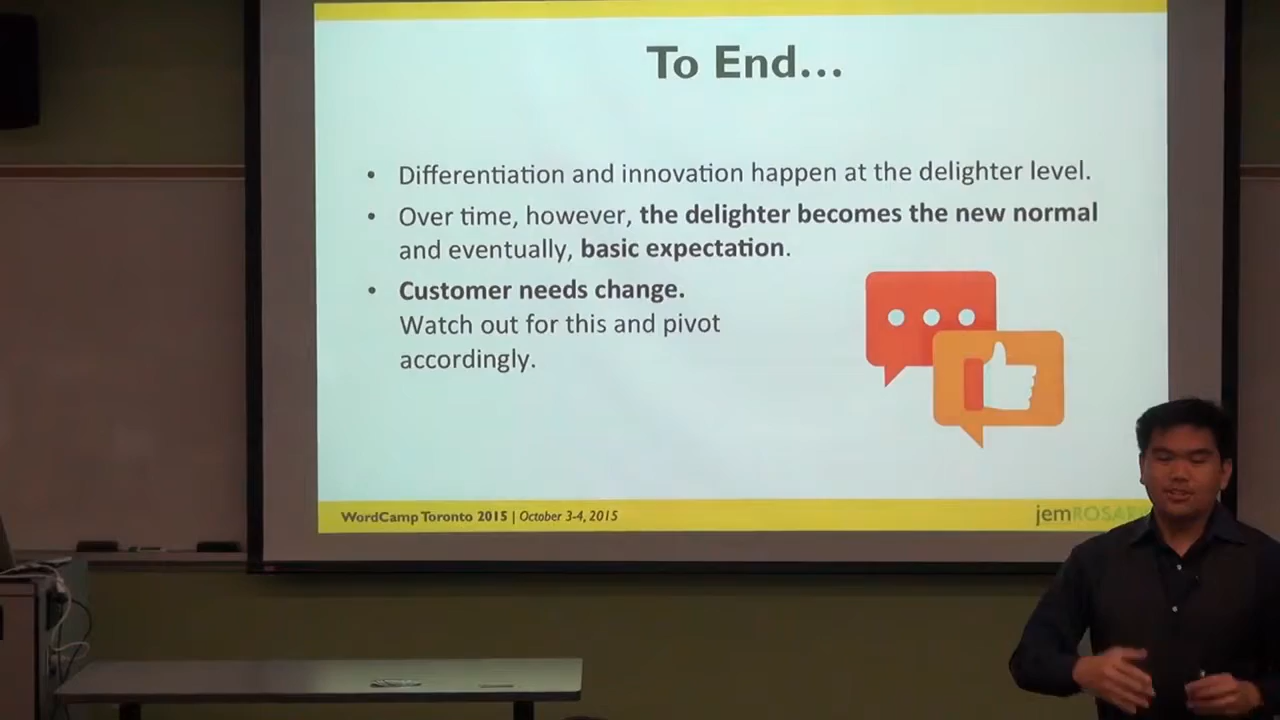 To End...
• Differentiation and innovation happen at the delighter level.
• Over time, however, the delighter becomes the new normal
and eventually, basic expectation.
• Customer needs change.
Watch out for this and pivot
accordingly.
WordCamp Toronto 2015 | October 3-4, 2015
jem